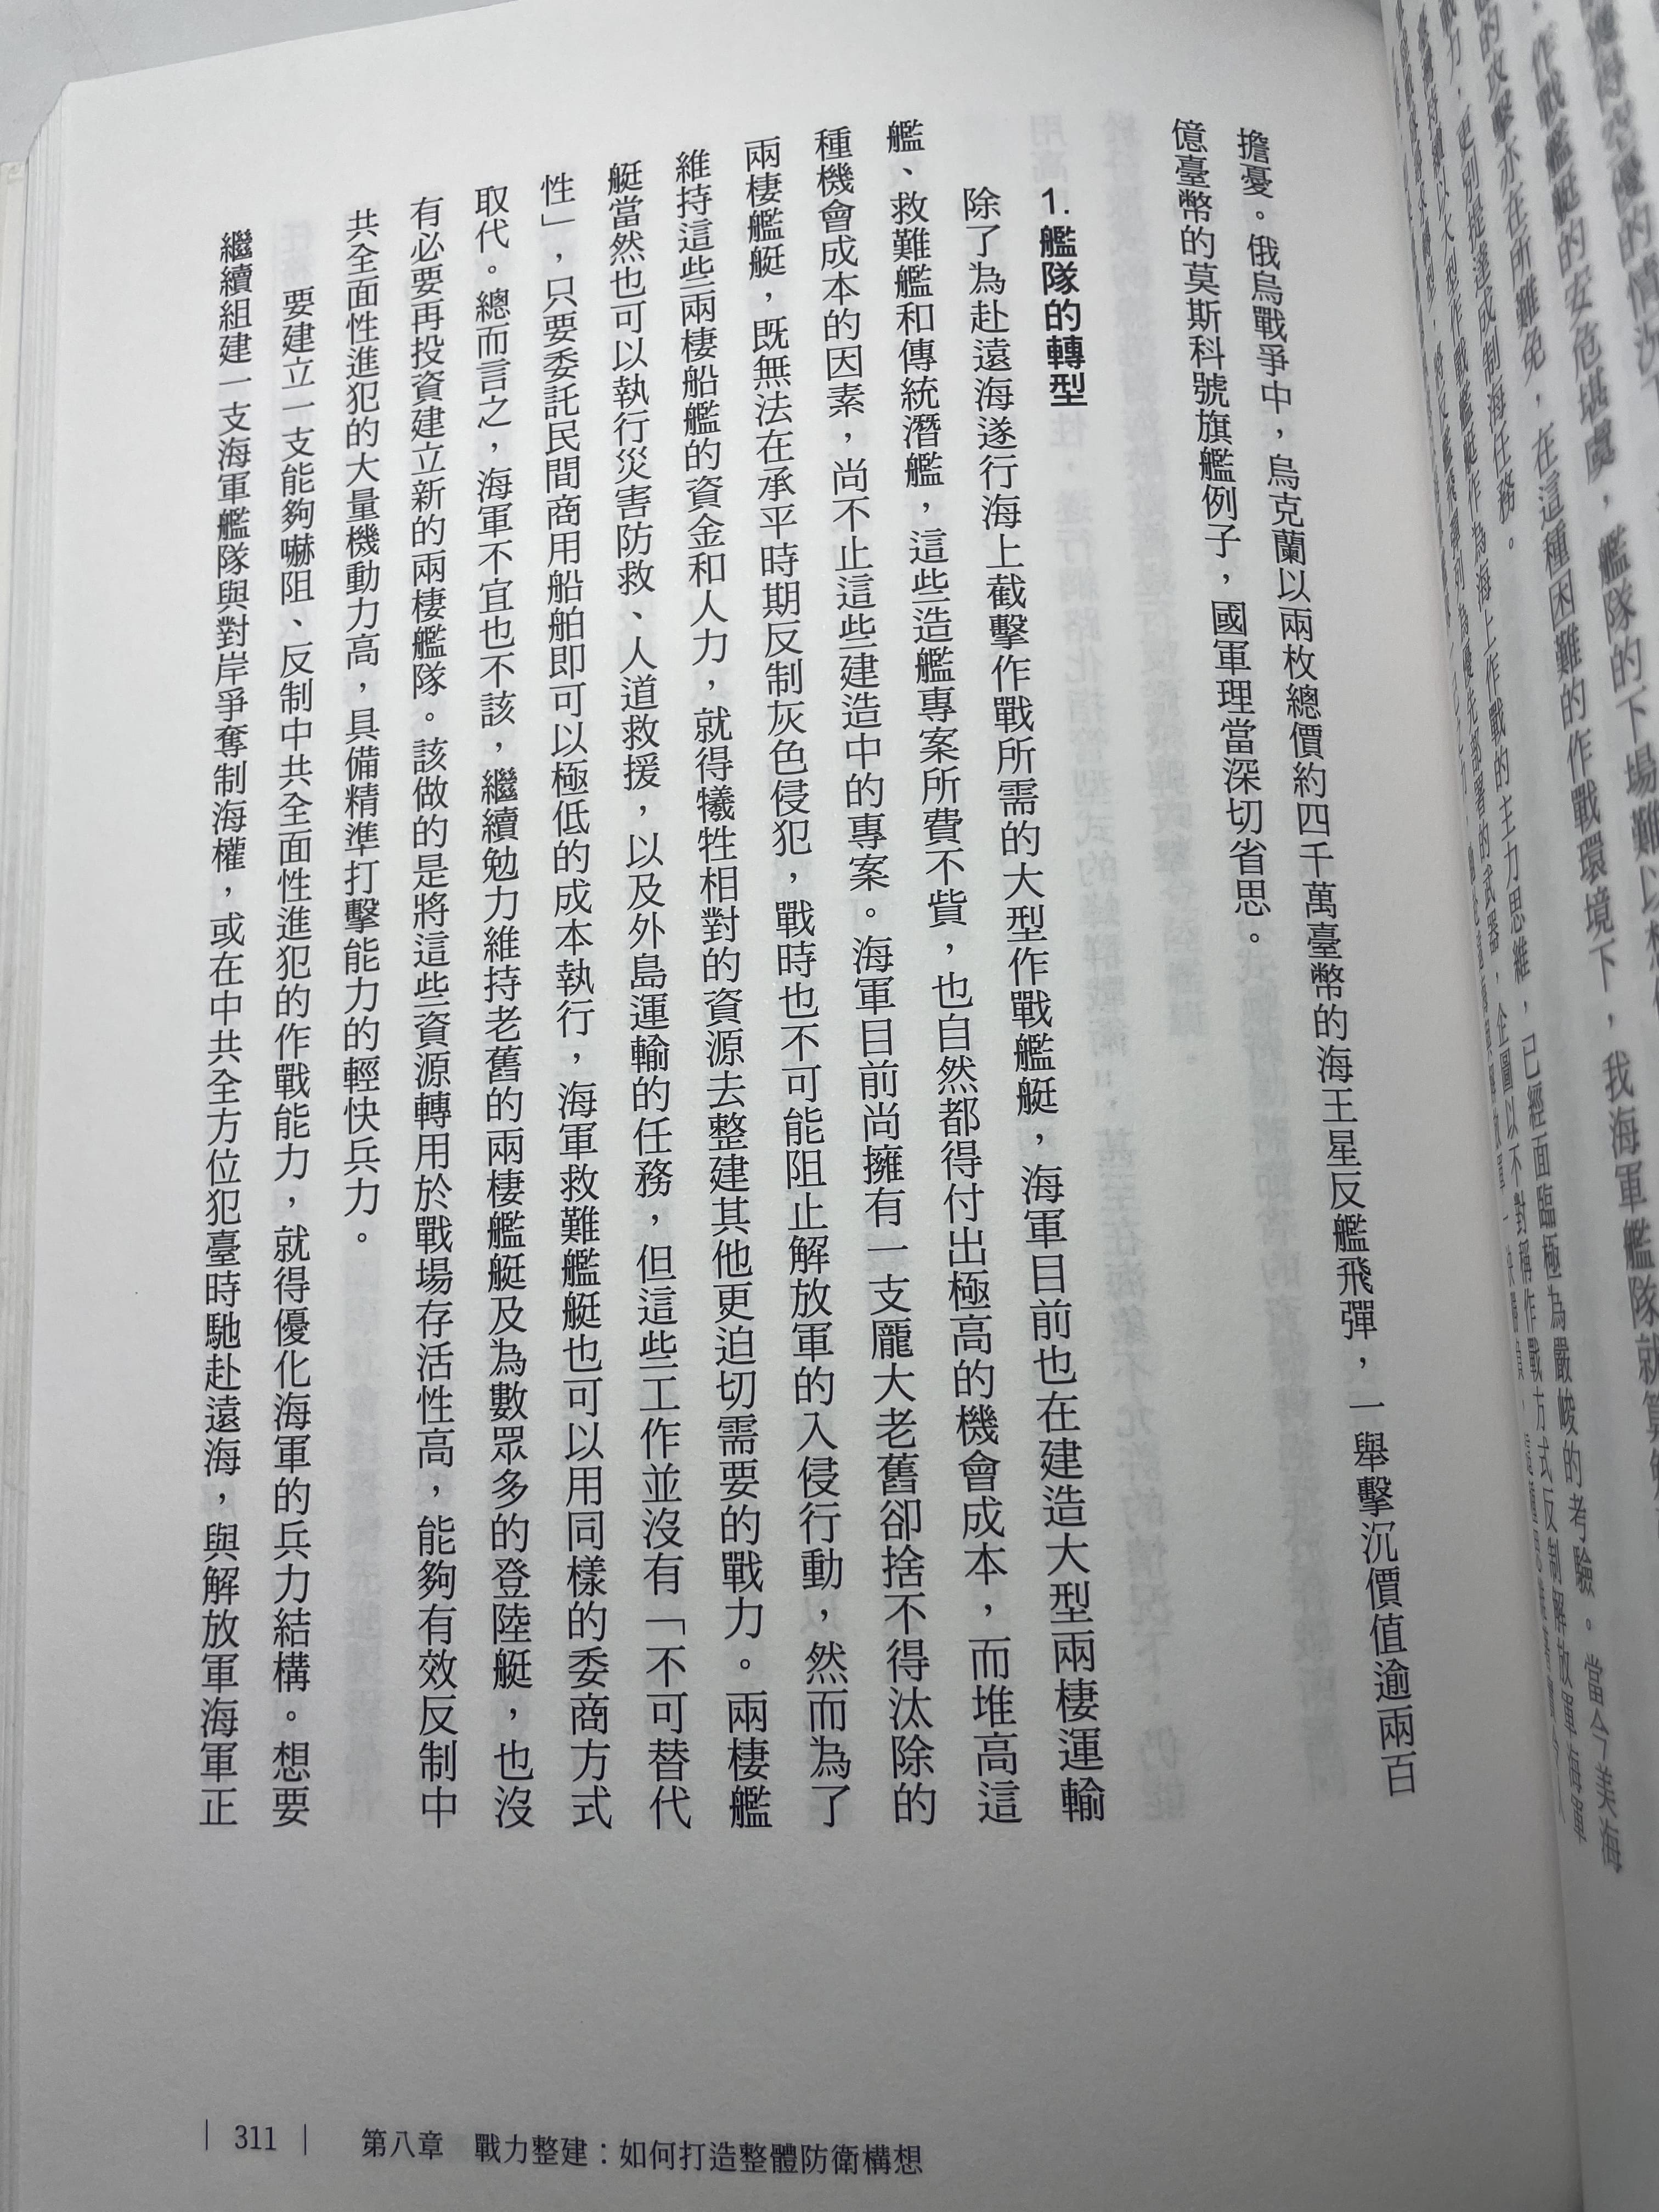 擔憂。俄烏戰爭中，烏克蘭以兩枚總價約四千萬臺幣的海王星反艦飛彈，一舉擊沉價值逾兩百
億臺幣的莫斯科號旗艦例子，國軍理當深切省思。
1. 艦隊的轉型
除了為赴遠海遂行海上截擊作戰所需的大型作戰艦艇，海軍目前也在建造大型兩棲運輸
艦、救難艦和傳統潛艦，這些造艦專案所費不貲，也自然都得付出極高的機會成本，而堆高這
種機會成本的因素，尚不止這些建造中的專案。海軍目前尚擁有一支龐大老舊卻捨不得汰除的
兩棲艦艇，既無法在承平時期反制灰色侵犯，戰時也不可能阻止解放軍的入侵行動，然而為了
維持這些兩棲船艦的資金和人力，就得犧牲相對的資源去整建其他更迫切需要的戰力。兩棲艦
艇當然也可以執行災害防救、人道救援，以及外島運輸的任務，但這些工作並沒有「不可替代
性」，只要委託民間商用船舶即可以極低的成本執行，海軍救難艦艇也可以用同樣的委商方式
取代。總而言之，海軍不宜也不該，繼續勉力維持老舊的兩棲艦艇及為數眾多的登陸艇，也沒
有必要再投資建立新的兩棲艦隊。該做的是將這些資源轉用於戰場存活性高，能夠有效反制中
共全面性進犯的大量機動力高，具備精準打擊能力的輕快兵力。
要建立一支能夠嚇阻、反制中共全面性進犯的作戰能力，就得優化海軍的兵力結構。想要
繼續組建一支海軍艦隊與對岸爭奪制海權，或在中共全方位犯臺時馳赴遠海，與解放軍海軍正
311 第八章 戰力整建：如何打造整體防衛構想